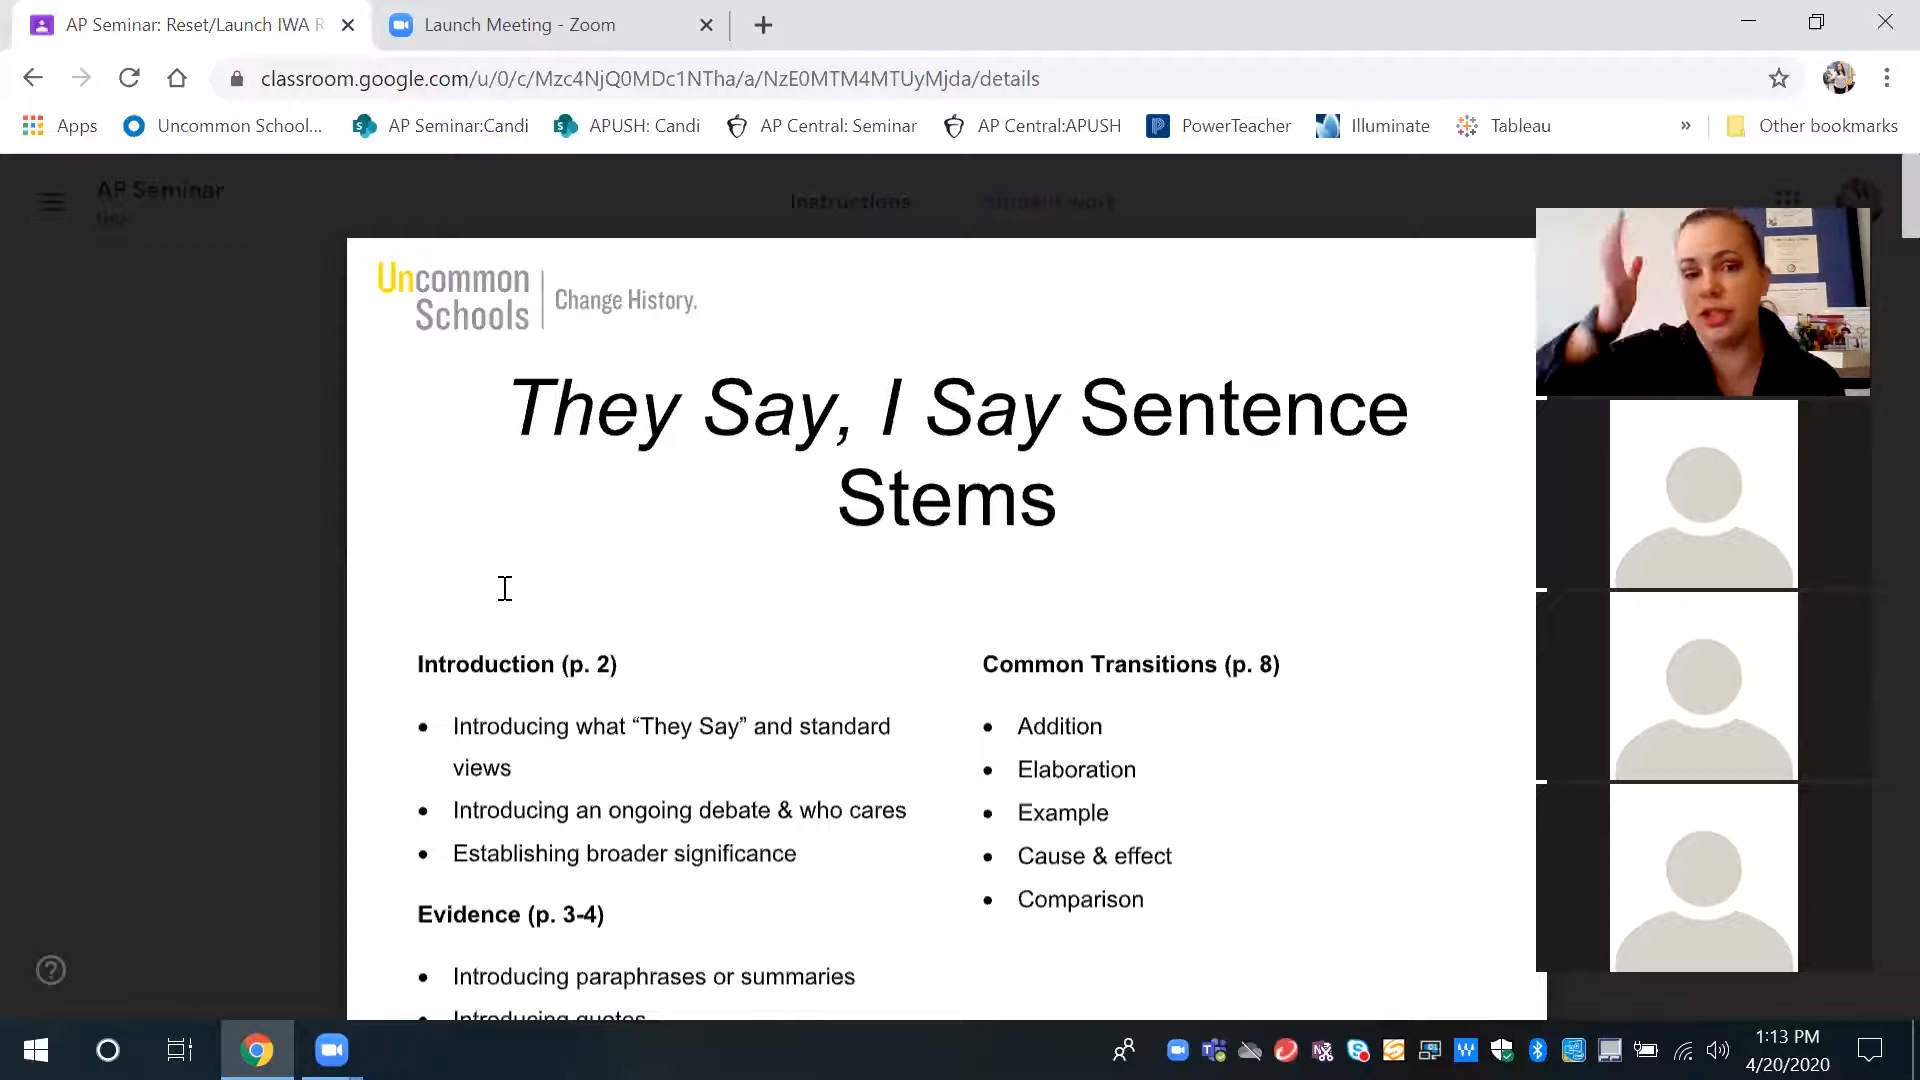 AP Seminar: Reset/Launch IWA R
Launch Meeting - Zoom
classroom.google.com/u/0/c/Mzc4NjQ0MDc1NTha/a/NzE0MTM4MTUyMjda/details
Apps
Uncommon School...
AP Seminar:Candi
APUSH: Candi
AP Central: Seminar
AP Central:APUSH
PowerTeacher
Illuminate
Tableau
»
Other bookmarks
AP Seminar
Instructions
Student work
Uncommon
Schools
Change History.
They Say, I Say Sentence
Stems
Introduction (p. 2)
• Introducing what “They Say” and standard
views
• Introducing an ongoing debate & who cares
• Establishing broader significance
Evidence (p. 3-4)
• Introducing paraphrases or summaries
• Introducing quotes
Common Transitions (p. 8)
• Addition
• Elaboration
• Example
• Cause & effect
• Comparison
1:13 PM
4/20/2020